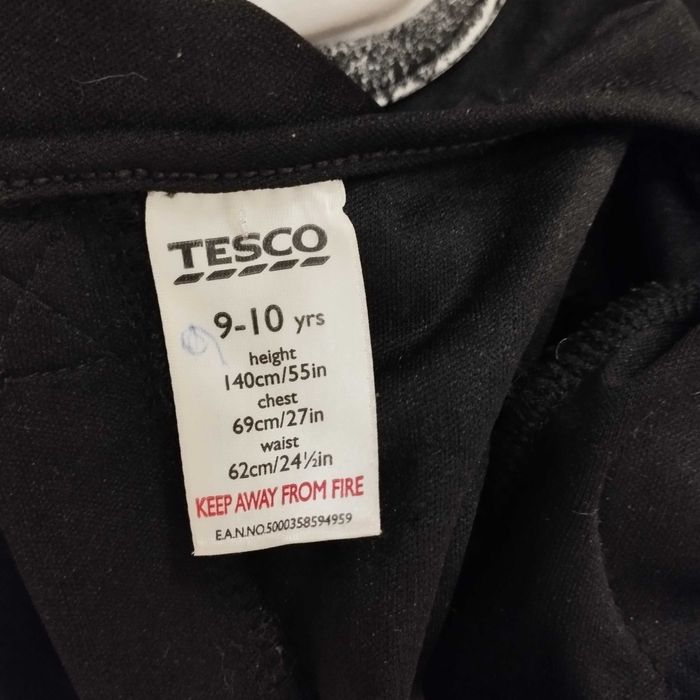 TESCO
9-10 yrs
height
140cm/55in
chest
69cm/27in
waist
62cm/24½in
KEEP AWAY FROM FIRE
E.A.N.NO.5000358594959